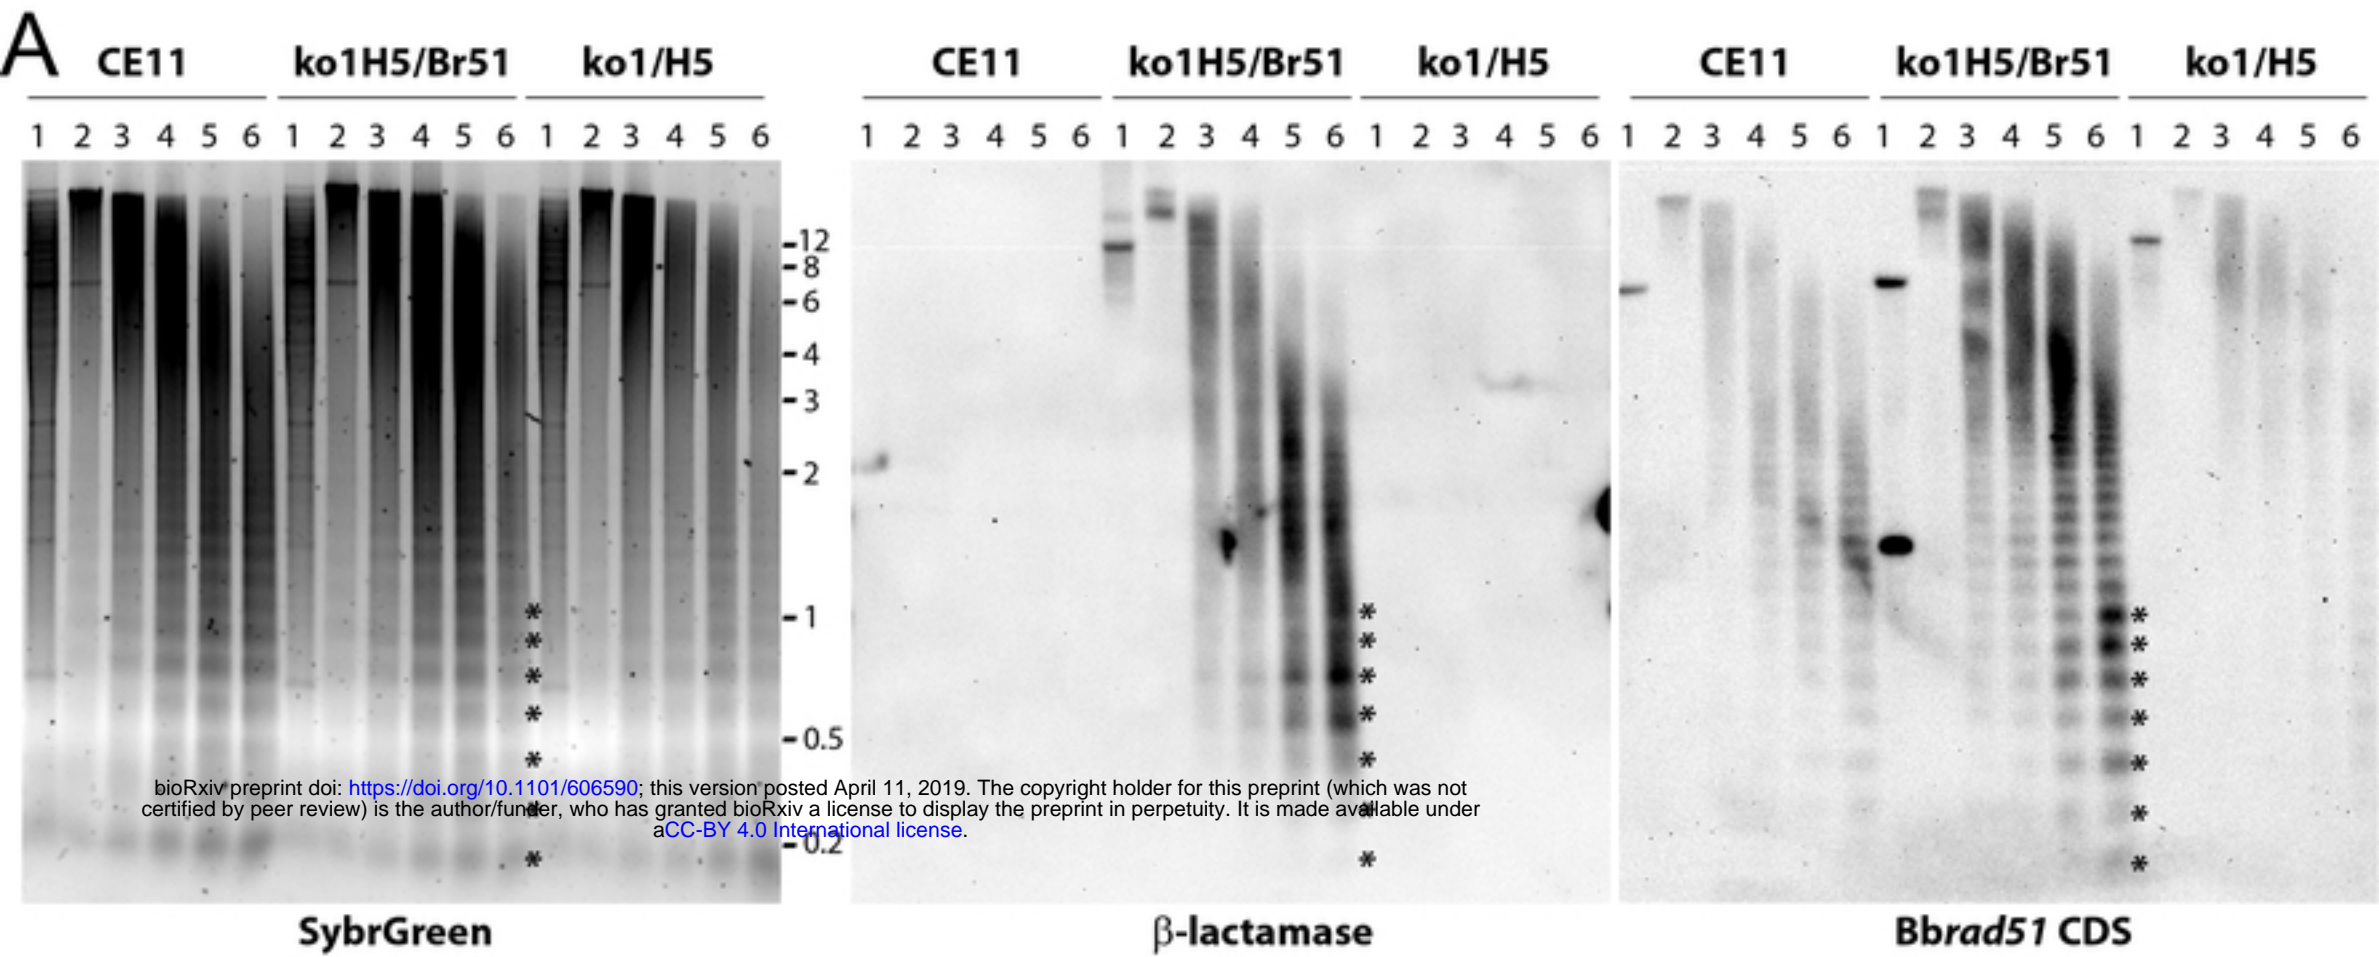 A
CE11 ko1H5/Br51 ko1/H5 CE11 ko1H5/Br51 ko1/H5 CE11 ko1H5/Br51 ko1/H5
1 2 3 4 5 6 1 2 3 4 5 6 1 2 3 4 5 6 1 2 3 4 5 6 1 2 3 4 5 6 1 2 3 4 5 6 1 2 3 4 5 6 1 2 3 4 5 6 1 2 3 4 5 6
-12
-8
-6
-4
-3
-2
-1
* * *
* * *
* * *
* * *
-0.5
* * *
bioRxiv preprint doi: https://doi.org/10.1101/606590; this version posted April 11, 2019. The copyright holder for this preprint (which was not
certified by peer review) is the author/funder, who has granted bioRxiv a license to display the preprint in perpetuity. It is made available under
* * *
aCC-BY 4.0 International license.
-0.2
* * *
SybrGreen β-lactamase Bbrad51 CDS